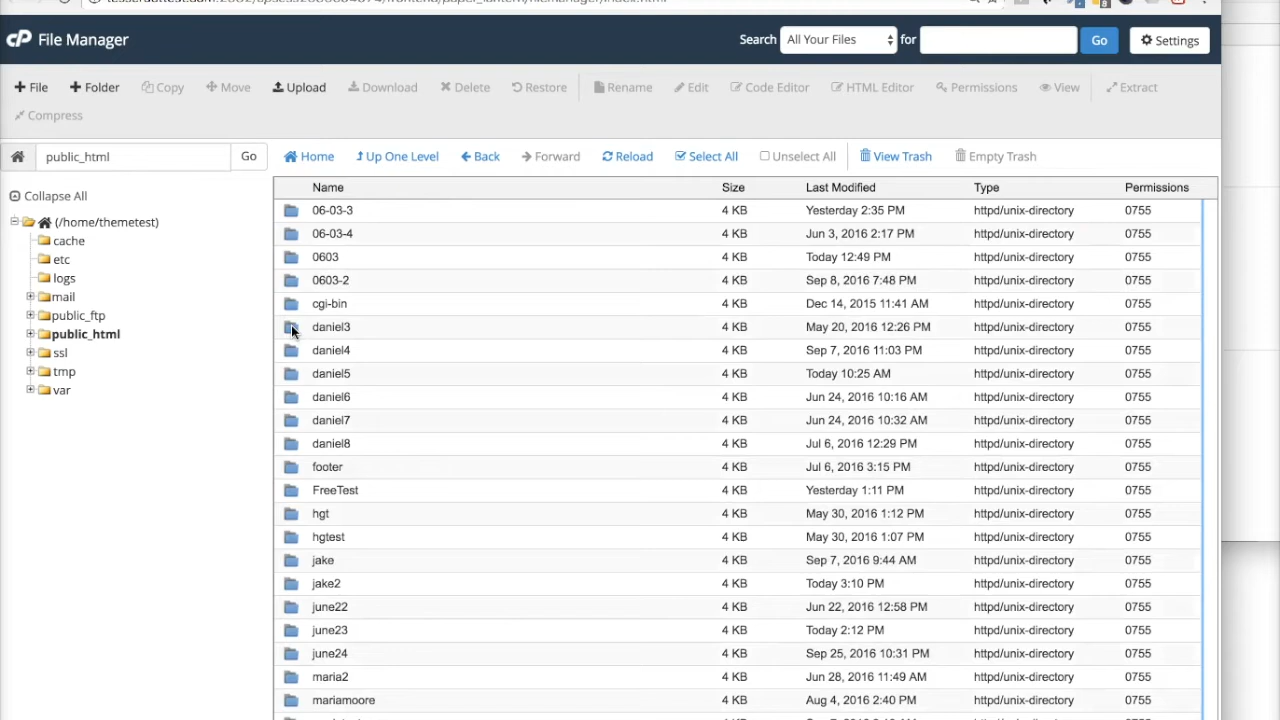 File Manager Search All Your Files for Go Settings
+ File + Folder Copy Move Upload Download Delete Restore Rename Edit Code Editor HTML Editor Permissions View Extract
Compress
public_html Go Home Up One Level Back Forward Reload Select All Unselect All View Trash Empty Trash
Collapse All
(/home/themetest)
cache
etc
logs
mail
public_ftp
public_html
ssl
tmp
var
Name Size Last Modified Type Permissions
06-03-3 4 KB Yesterday 2:35 PM httpd/unix-directory 0755
06-03-4 4 KB Jun 3, 2016 2:17 PM httpd/unix-directory 0755
0603 4 KB Today 12:49 PM httpd/unix-directory 0755
0603-2 4 KB Sep 8, 2016 7:48 PM httpd/unix-directory 0755
cgi-bin 4 KB Dec 14, 2015 11:41 AM httpd/unix-directory 0755
daniel3 4 KB May 20, 2016 12:26 PM httpd/unix-directory 0755
daniel4 4 KB Sep 7, 2016 11:03 PM httpd/unix-directory 0755
daniel5 4 KB Today 10:25 AM httpd/unix-directory 0755
daniel6 4 KB Jun 24, 2016 10:16 AM httpd/unix-directory 0755
daniel7 4 KB Jun 24, 2016 10:32 AM httpd/unix-directory 0755
daniel8 4 KB Jul 6, 2016 12:29 PM httpd/unix-directory 0755
footer 4 KB Jul 6, 2016 3:15 PM httpd/unix-directory 0755
FreeTest 4 KB Yesterday 1:11 PM httpd/unix-directory 0755
hgt 4 KB May 30, 2016 1:12 PM httpd/unix-directory 0755
hgtest 4 KB May 30, 2016 1:07 PM httpd/unix-directory 0755
jake 4 KB Sep 7, 2016 9:44 AM httpd/unix-directory 0755
jake2 4 KB Today 3:10 PM httpd/unix-directory 0755
june22 4 KB Jun 22, 2016 12:58 PM httpd/unix-directory 0755
june23 4 KB Today 2:12 PM httpd/unix-directory 0755
june24 4 KB Sep 25, 2016 10:31 PM httpd/unix-directory 0755
maria2 4 KB Jun 28, 2016 11:49 AM httpd/unix-directory 0755
mariamoore 4 KB Aug 4, 2016 2:40 PM httpd/unix-directory 0755